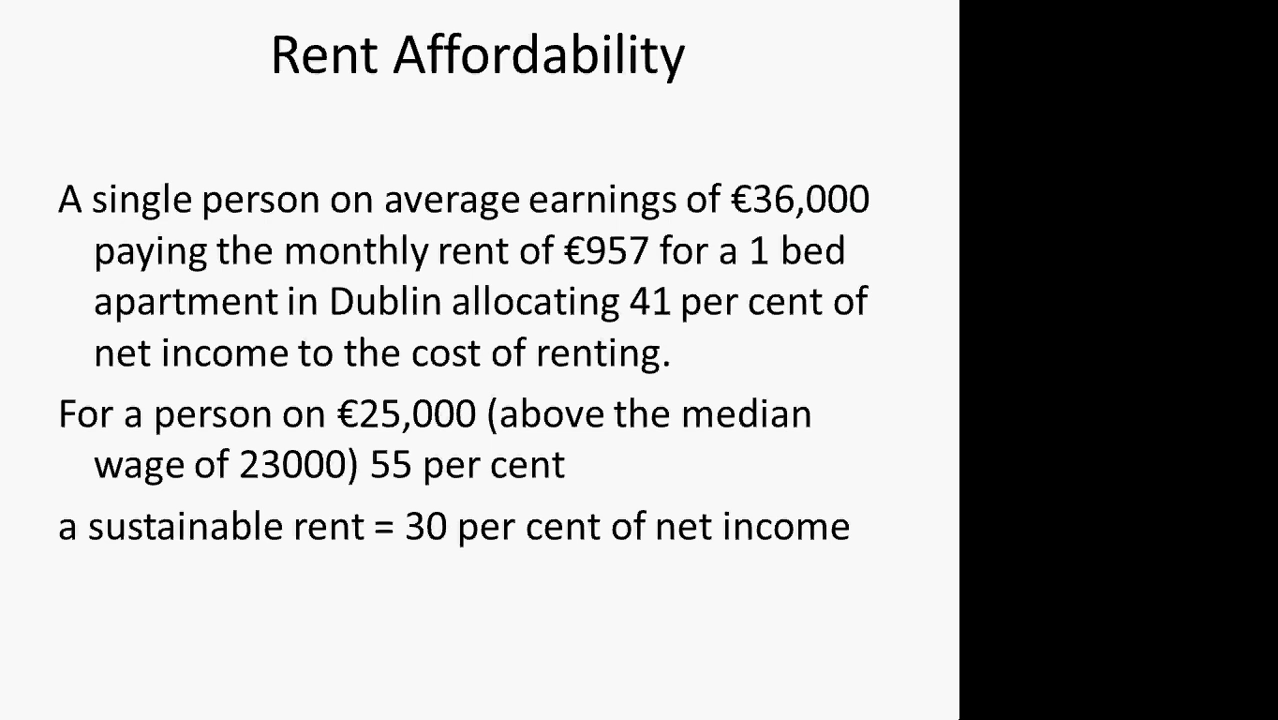 Rent Affordability
A single person on average earnings of €36,000
paying the monthly rent of €957 for a 1 bed
apartment in Dublin allocating 41 per cent of
net income to the cost of renting.
For a person on €25,000 (above the median
wage of 23000) 55 per cent
a sustainable rent = 30 per cent of net income